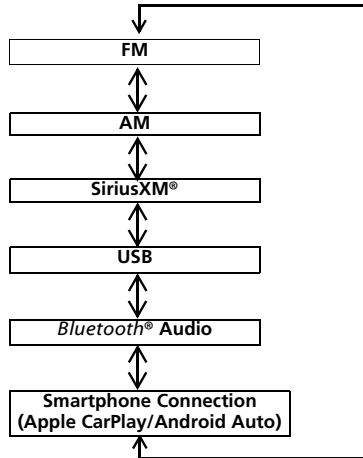 FM
AM
SiriusXM®
USB
Bluetooth® Audio
Smartphone Connection
(Apple CarPlay/Android Auto)